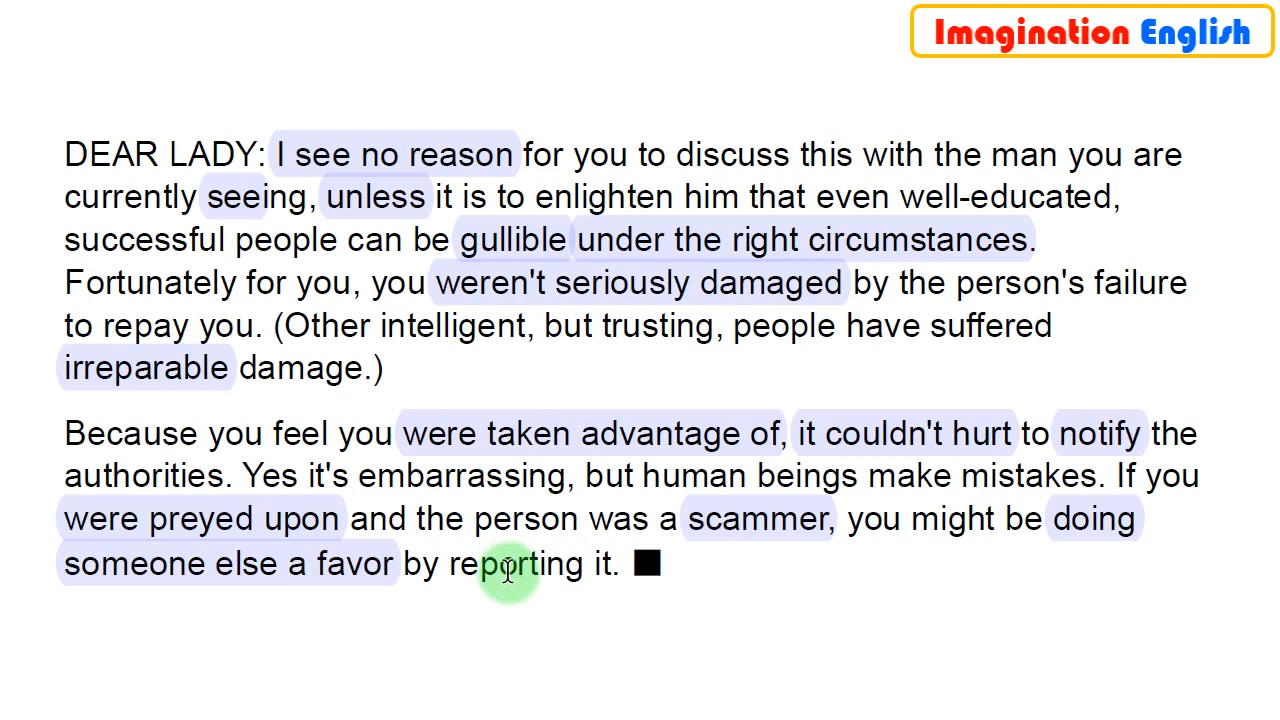 Imagination English
DEAR LADY: I see no reason for you to discuss this with the man you are
currently seeing, unless it is to enlighten him that even well-educated,
successful people can be gullible under the right circumstances.
Fortunately for you, you weren't seriously damaged by the person's failure
to repay you. (Other intelligent, but trusting, people have suffered
irreparable damage.)
Because you feel you were taken advantage of, it couldn't hurt to notify the
authorities. Yes it's embarrassing, but human beings make mistakes. If you
were preyed upon and the person was a scammer, you might be doing
someone else a favor by reporting it. ■